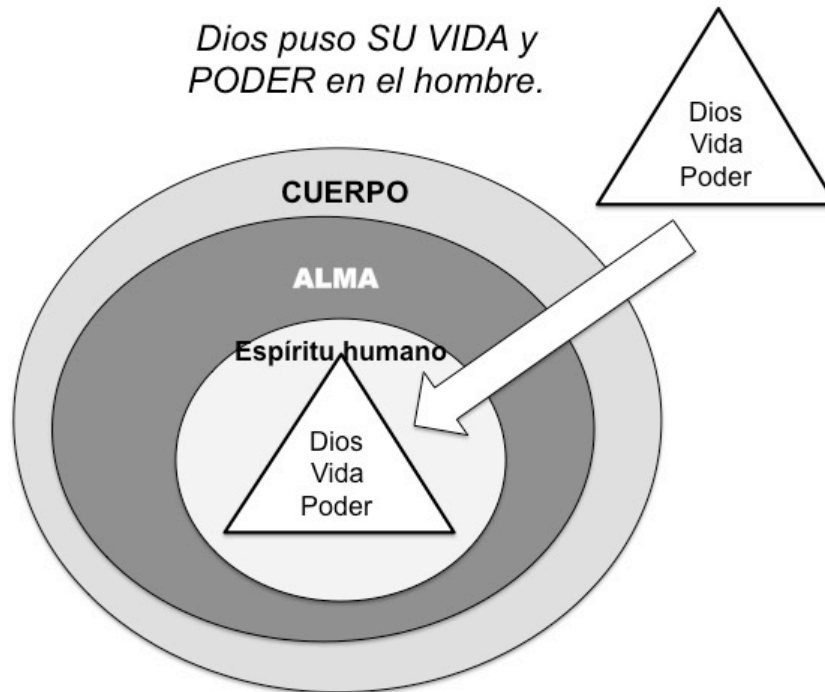 Dios puso SU VIDA y
PODER en el hombre.
Dios
Vida
Poder
CUERPO
ALMA
Espíritu humano
Dios
Vida
Poder